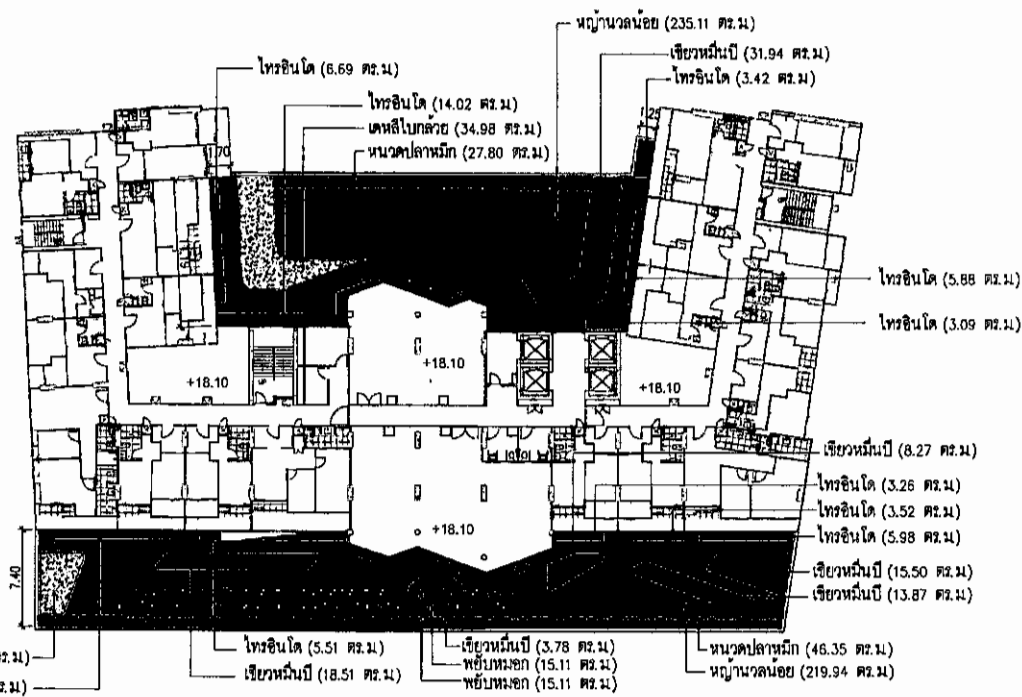 หญ้านวลน้อย (235.11 ตร.ม)
เขียวหมื่นปี (31.94 ตร.ม)
ไทรอินโด (6.69 ตร.ม)
ไทรอินโด (3.42 ตร.ม)
ไทรอินโด (14.02 ตร.ม)
เดหลีใบกล้วย (34.98 ตร.ม)
หนวดปลาหมึก (27.80 ตร.ม)
1.70
ไทรอินโด (5.88 ตร.ม)
ไทรอินโด (3.09 ตร.ม)
+18.10
+18.10
+18.10
เขียวหมื่นปี (8.27 ตร.ม)
ไทรอินโด (3.26 ตร.ม)
ไทรอินโด (3.52 ตร.ม)
+18.10
ไทรอินโด (5.98 ตร.ม)
7.40
เขียวหมื่นปี (15.50 ตร.ม)
เขียวหมื่นปี (13.87 ตร.ม)
ตร.ม)
ไทรอินโด (5.51 ตร.ม)
เขียวหมื่นปี (3.78 ตร.ม)
หนวดปลาหมึก (46.35 ตร.ม)
พยับหมอก (15.11 ตร.ม)
หญ้านวลน้อย (219.94 ตร.ม)
เขียวหมื่นปี (18.51 ตร.ม)
พยับหมอก (15.11 ตร.ม)
ตร.ม)